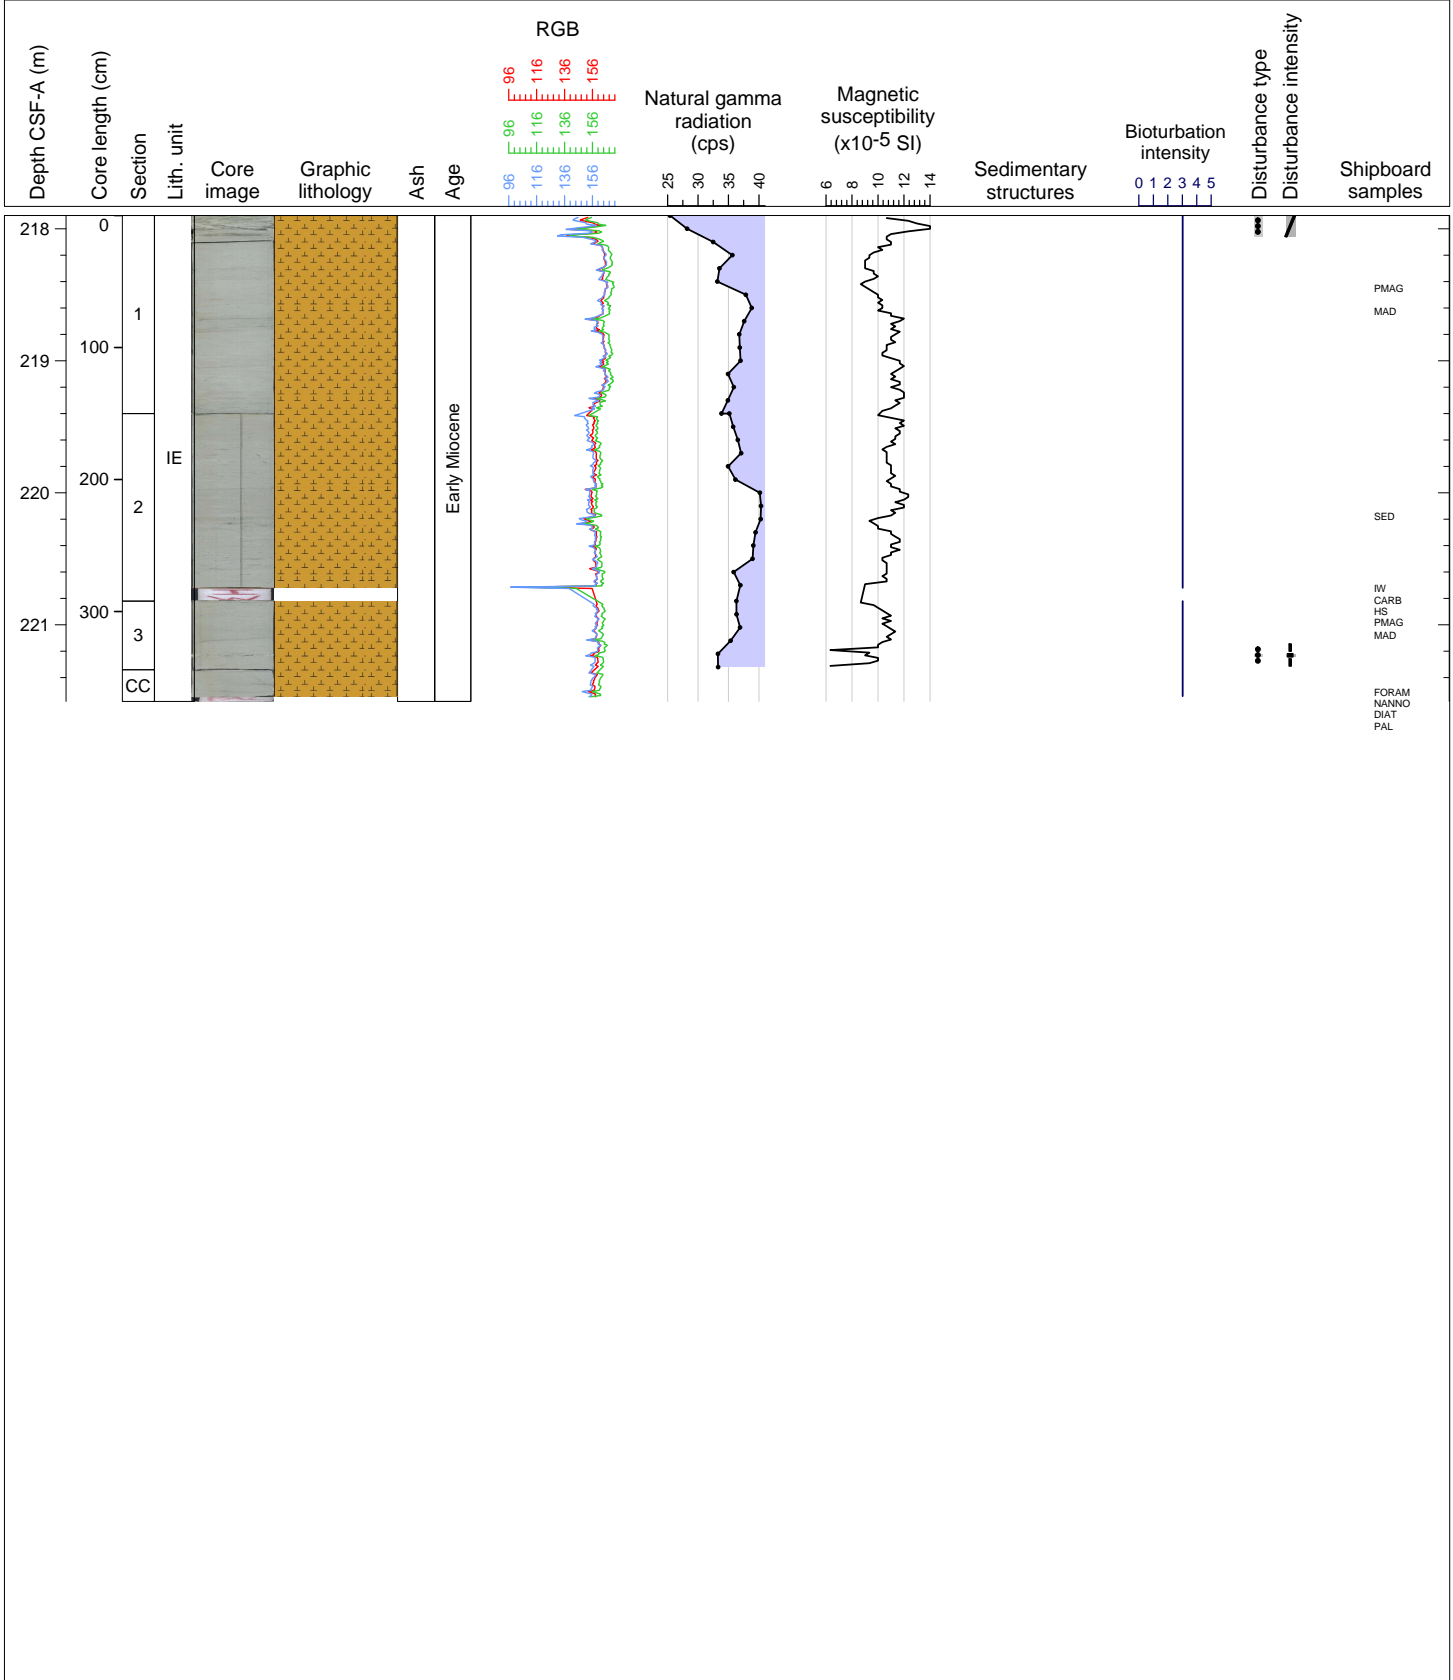 Depth CSF-A (m)
Core length (cm)
Section
Lith. unit
Core
image
Graphic
lithology
Ash
Age
RGB
96 116 136 156
96 116 136 156
96 116 136 156
Natural gamma
radiation
(cps)
25 30 35 40
Magnetic
susceptibility
(x10-5 SI)
6 8 10 12 14
Sedimentary
structures
Bioturbation
intensity
0 1 2 3 4 5
Disturbance type
Disturbance intensity
Shipboard
samples
218
219
220
221
0
100
200
300
1
2
3
CC
IE
Early Miocene
PMAG
MAD
SED
IW
CARB
HS
PMAG
MAD
FORAM
NANNO
DIAT
PAL